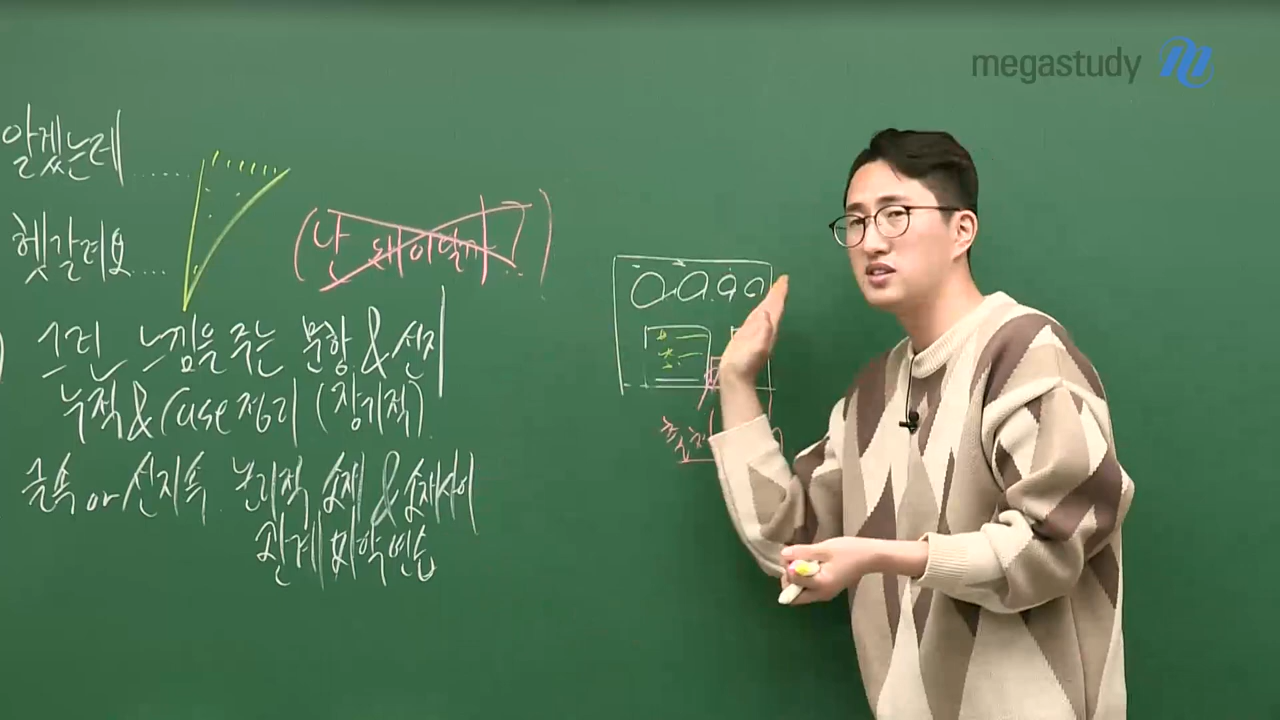 megastudy
알겠는데.....
헷갈려요....
(난 왜 이럴까)
그런 느낌을 주는 문항 & 선지
누적 & Case 정리 (장기적)
글속 or 선지속 논리적 소재 & 소재사이
관계 파악 연습